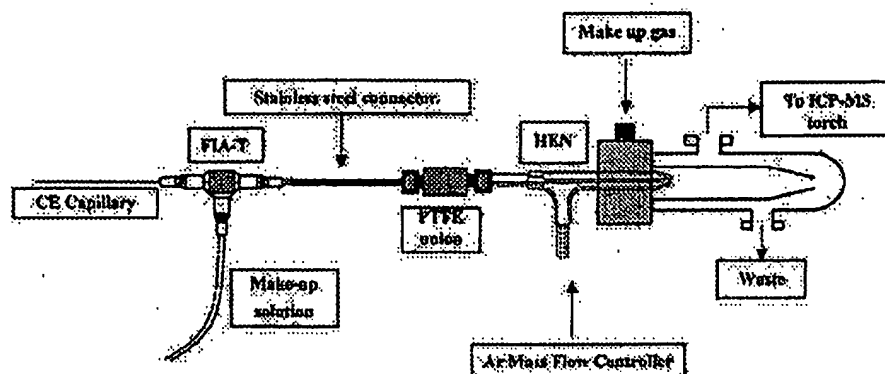 Make up gas
Stainless steel connector
To ICP-MS
torch
FIA-T
HEN
CE Capillary
PTFE
union
Make-up
solution
Waste
Ar Mass Flow Controller